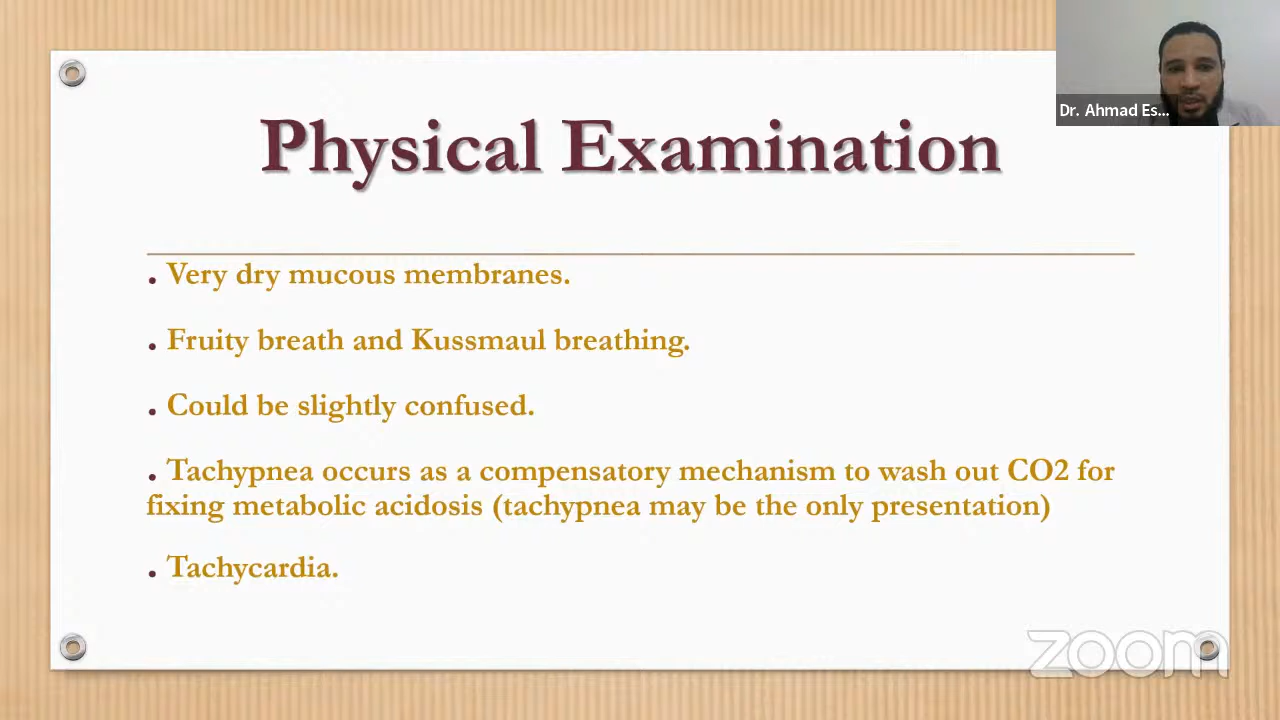 Dr. Ahmad Es...
Physical Examination
. Very dry mucous membranes.
. Fruity breath and Kussmaul breathing.
. Could be slightly confused.
. Tachypnea occurs as a compensatory mechanism to wash out CO2 for
fixing metabolic acidosis (tachypnea may be the only presentation)
. Tachycardia.
zoom